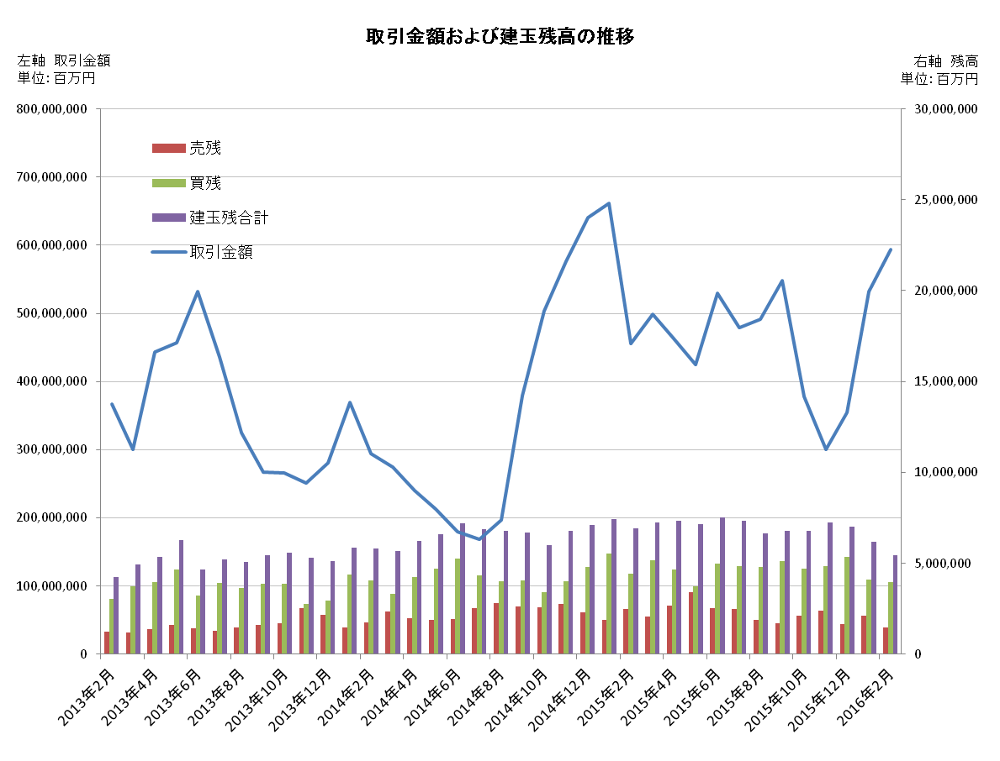 取引金額および建玉残高の推移
左軸 取引金額
単位：百万円
右軸 残高
単位：百万円
800,000,000
700,000,000
600,000,000
500,000,000
400,000,000
300,000,000
200,000,000
100,000,000
0
売残
買残
建玉残合計
取引金額
30,000,000
25,000,000
20,000,000
15,000,000
10,000,000
5,000,000
0
2013年2月
2013年4月
2013年6月
2013年8月
2013年10月
2013年12月
2014年2月
2014年4月
2014年6月
2014年8月
2014年10月
2014年12月
2015年2月
2015年4月
2015年6月
2015年8月
2015年10月
2015年12月
2016年2月